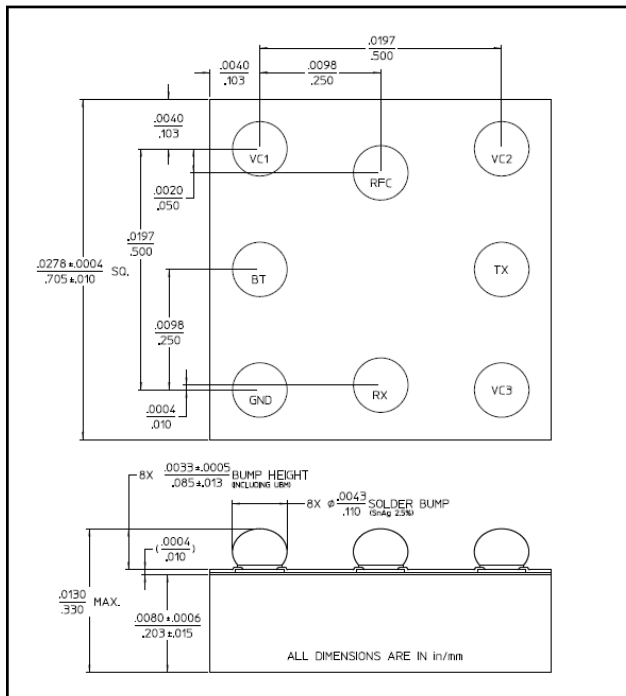 .0197
.500
.0040
.103
.0098
.250
.0040
.103
VC1
VC2
RFC
.0020
.050
.0197
.500
.0278±.0004
.705±.010 SQ.
BT
TX
.0098
.250
GND
RX
VC3
.0004
.010
8X .0033±.0005
.085±.013 BUMP HEIGHT
(INCLUDING UBM)
8X ø .0043
.110 SOLDER BUMP
(SnAg 2.5%)
(.0004
.010)
.0130
.330 MAX.
.0080±.0006
.203±.015
ALL DIMENSIONS ARE IN in/mm